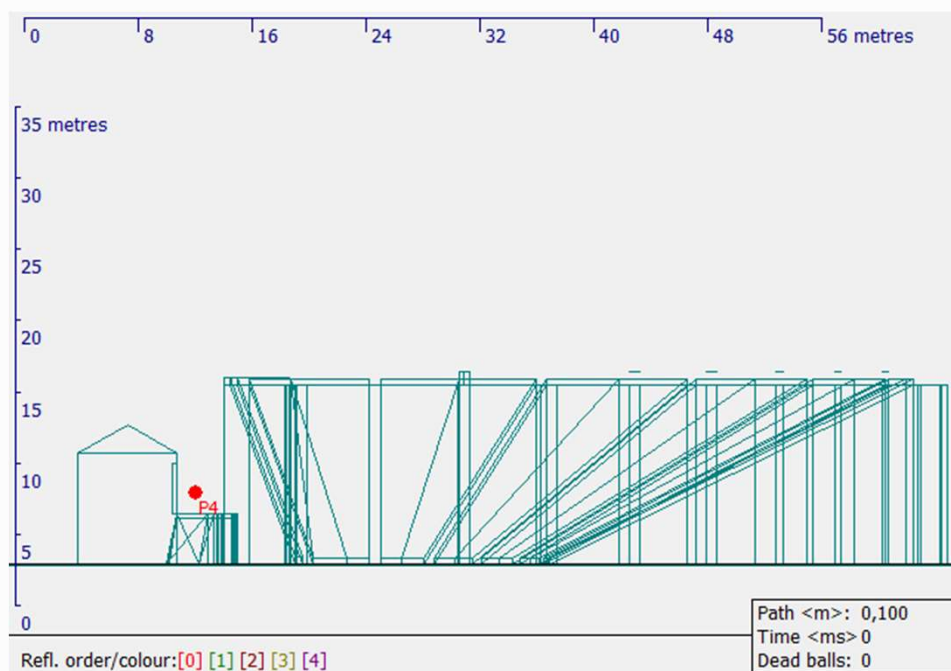 0 8 16 24 32 40 48 56 metres
35 metres
30
25
20
15
10
P4
5
0
Path <m>: 0,100
Time <ms> 0
Dead balls: 0
Refl. order/colour:[0] [1] [2] [3] [4]